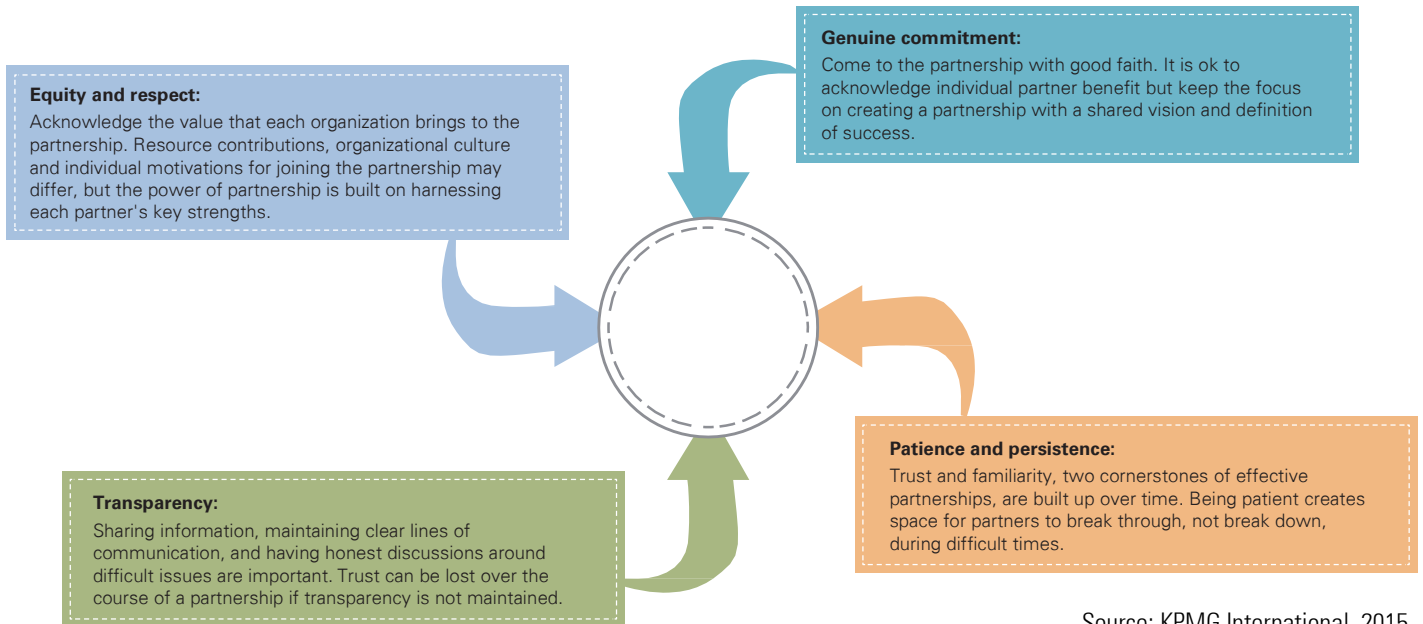 Genuine commitment:
Come to the partnership with good faith. It is ok to
acknowledge individual partner benefit but keep the focus
on creating a partnership with a shared vision and definition
of success.
Equity and respect:
Acknowledge the value that each organization brings to the
partnership. Resource contributions, organizational culture
and individual motivations for joining the partnership may
differ, but the power of partnership is built on harnessing
each partner's key strengths.
Patience and persistence:
Trust and familiarity, two cornerstones of effective
partnerships, are built up over time. Being patient creates
space for partners to break through, not break down,
during difficult times.
Transparency:
Sharing information, maintaining clear lines of
communication, and having honest discussions around
difficult issues are important. Trust can be lost over the
course of a partnership if transparency is not maintained.
Source: KPMG International, 2015